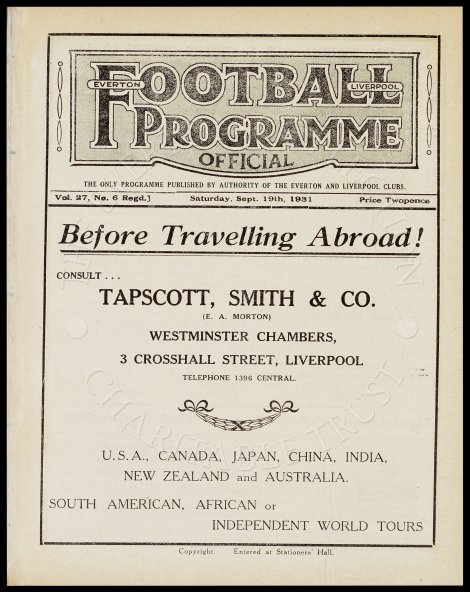 FOOTBALL
EVERTON LIVERPOOL
PROGRAMME
OFFICIAL
THE ONLY PROGRAMME PUBLISHED BY AUTHORITY OF THE EVERTON AND LIVERPOOL CLUBS.
Vol. 27, No. 6 Regd.] Saturday, Sept. 19th, 1931 Price Twopence
Before Travelling Abroad!
CONSULT . . .
TAPSCOTT, SMITH & CO.
(E. A. MORTON)
WESTMINSTER CHAMBERS,
3 CROSSHALL STREET, LIVERPOOL
TELEPHONE 1396 CENTRAL.
U.S.A., CANADA, JAPAN, CHINA, INDIA,
NEW ZEALAND and AUSTRALIA.
SOUTH AMERICAN, AFRICAN or
INDEPENDENT WORLD TOURS
Copyright. Entered at Stationers' Hall.
CHARITABLE TRUST